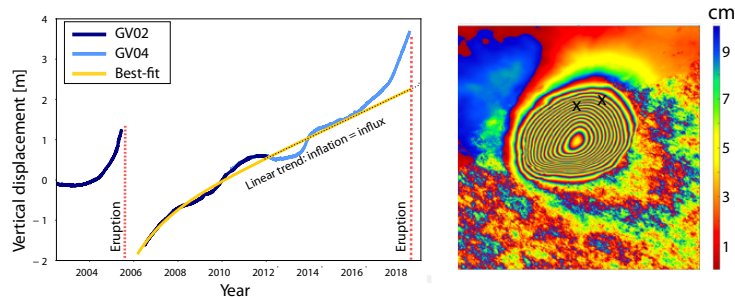 GV02
GV04
Best-fit
Vertical displacement [m]
4
3
2
1
0
−1
−2
Eruption
Linear trend: inflation = influx
Eruption
2004
2006
2008
2010
2012
2014
2016
2018
Year
X X
cm
9
7
5
3
1